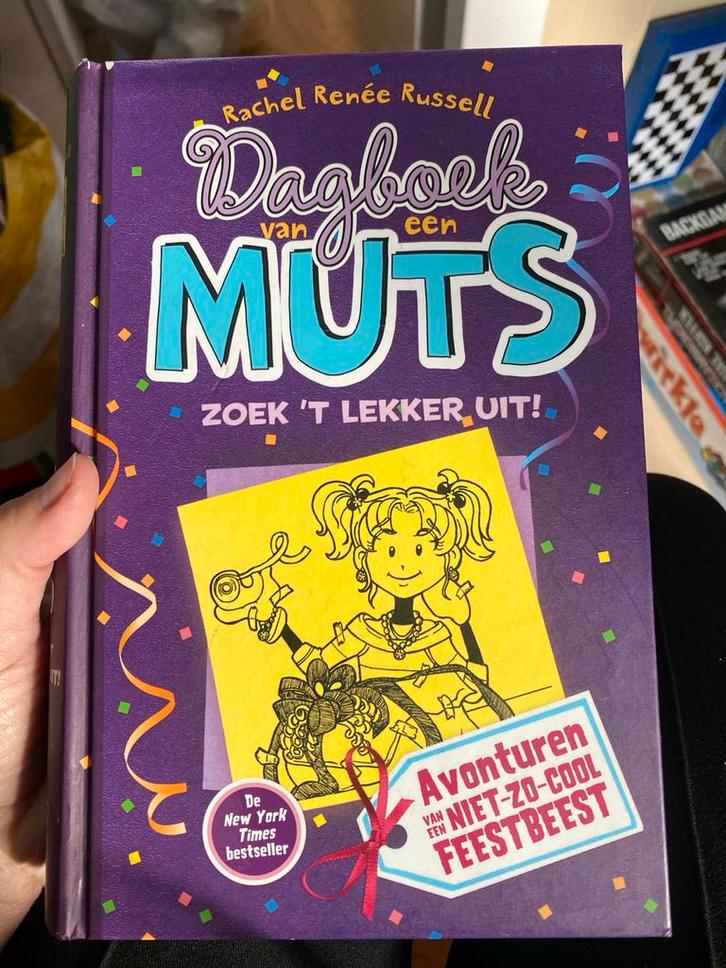 Rachel Renée Russell
Dagboek
van een
MUTS
ZOEK 'T LEKKER UIT!
De
New York
Times
bestseller
Avonturen
VAN EEN NIET-ZO-COOL
FEESTBEEST